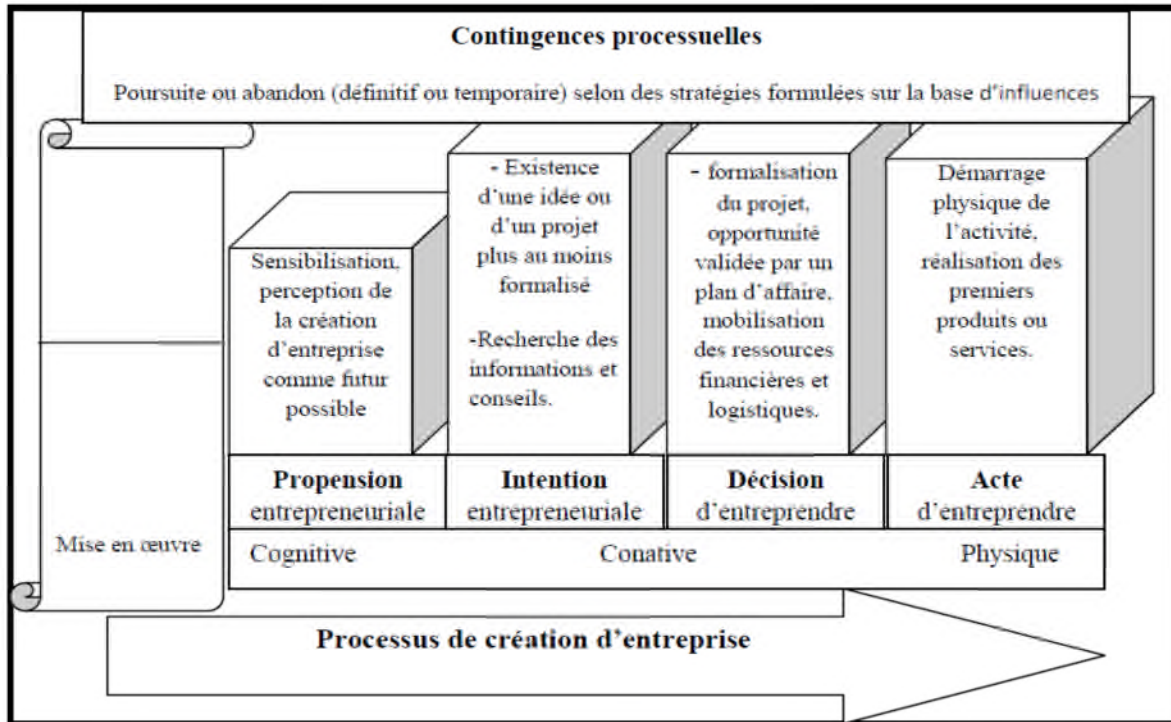 Contingences processuelles
Poursuite ou abandon (définitif ou temporaire) selon des stratégies formulées sur la base d'influences
Sensibilisation,
perception de
la création
d'entreprise
comme futur
possible
- Existence
d'une idée ou
d'un projet
plus au moins
formalisé
-Recherche des
informations et
conseils.
- formalisation
du projet,
opportunité
validée par un
plan d'affaire,
mobilisation
des ressources
financières et
logistiques.
Démarrage
physique de
l'activité,
réalisation des
premiers
produits ou
services.
Propension
entrepreneuriale
Intention
entrepreneuriale
Décision
d'entreprendre
Acte
d'entreprendre
Mise en œuvre
Cognitive
Conative
Physique
Processus de création d'entreprise